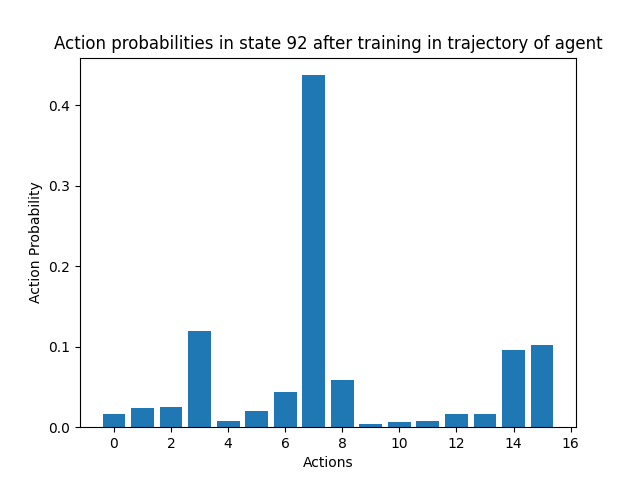 Action probabilities in state 92 after training in trajectory of agent
Action Probability
0.4
0.3
0.2
0.1
0.0
0 2 4 6 8 10 12 14 16
Actions